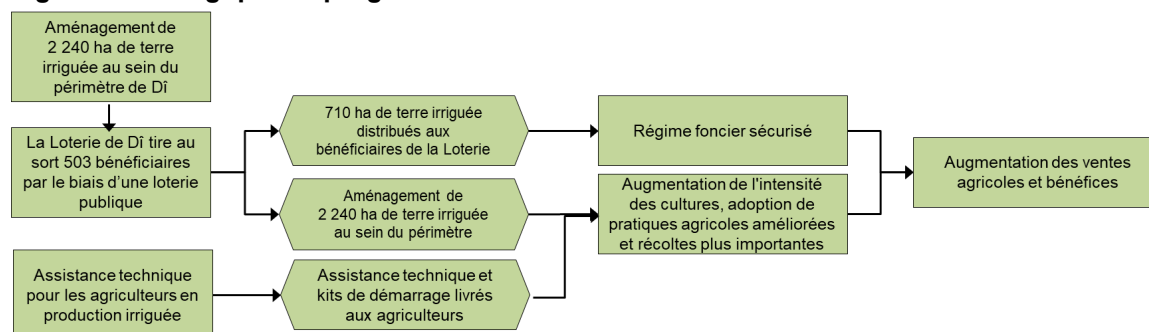 Aménagement de
2 240 ha de terre
irriguée au sein du
périmètre de Dî
La Loterie de Dî tire au
sort 503 bénéficiaires
par le biais d'une loterie
publique
Assistance technique
pour les agriculteurs en
production irriguée
710 ha de terre irriguée
distribués aux
bénéficiaires de la Loterie
Aménagement de
2 240 ha de terre irriguée
au sein du périmètre
Assistance technique et
kits de démarrage livrés
aux agriculteurs
Régime foncier sécurisé
Augmentation de l'intensité
des cultures, adoption de
pratiques agricoles améliorées
et récoltes plus importantes
Augmentation des ventes
agricoles et bénéfices